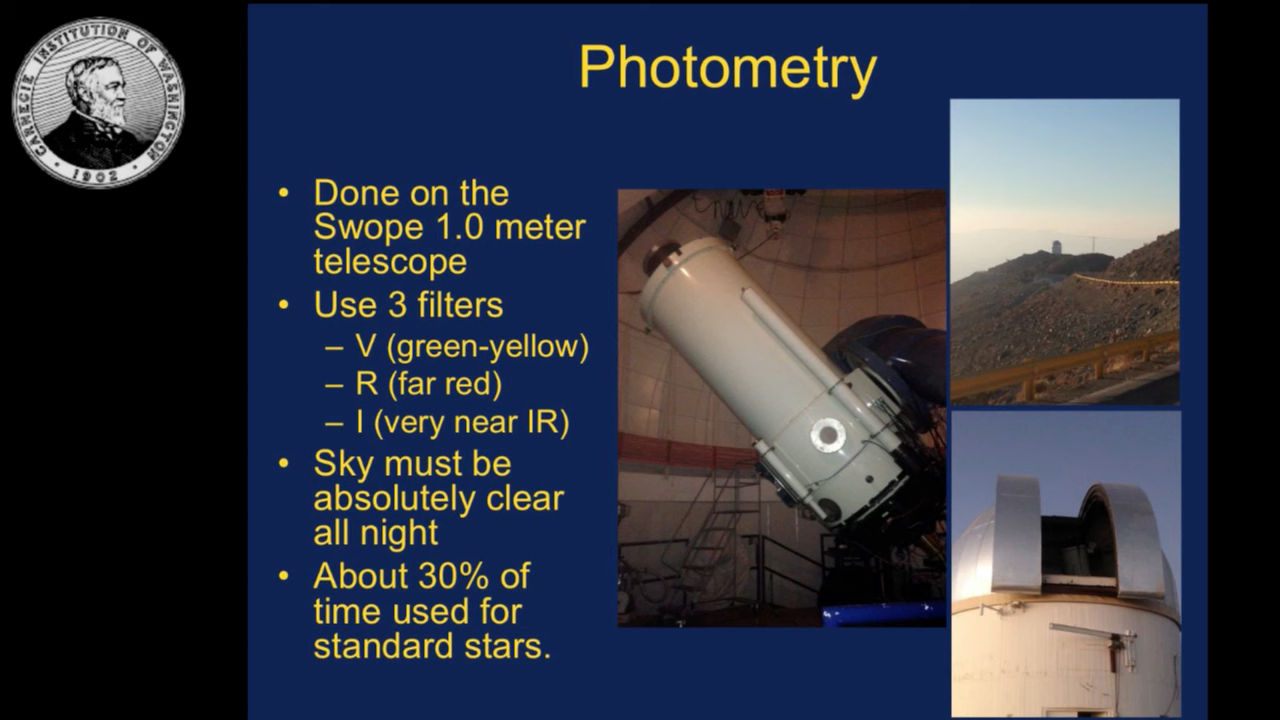 CARNEGIE INSTITUTION OF WASHINGTON
· 1902 ·
Photometry
• Done on the
Swope 1.0 meter
telescope
• Use 3 filters
– V (green-yellow)
– R (far red)
– I (very near IR)
• Sky must be
absolutely clear
all night
• About 30% of
time used for
standard stars.